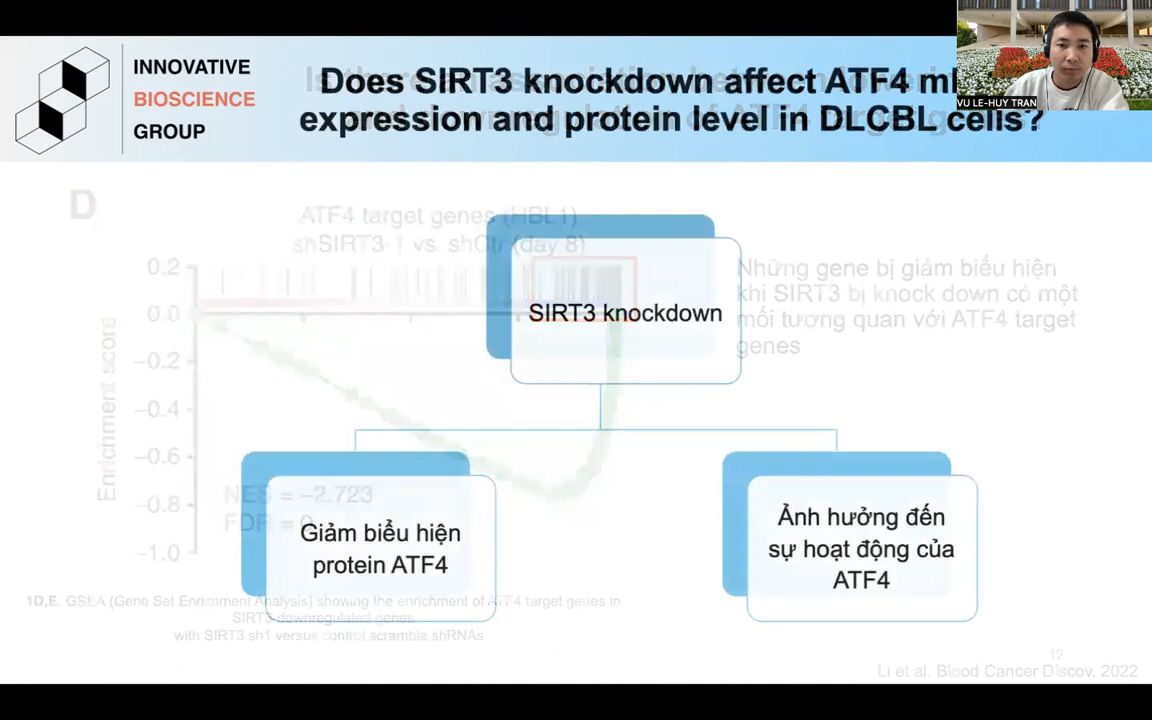 INNOVATIVE
BIOSCIENCE
GROUP
Does SIRT3 knockdown affect ATF4
expression and protein level in DLCBL cells?
VU LE-HUY TRAN
D
ATF4 target genes (HBL1)
shSIRT3-1 vs. shCtr (day 8)
0.2
0.0
−0.2
−0.4
−0.6
−0.8
−1.0
Enrichment score
NES = −2.723
FDR = 0
Những gene bị giảm biểu hiện
khi SIRT3 bị knock down có một
mối tương quan với ATF4 target
genes
SIRT3 knockdown
Giảm biểu hiện
protein ATF4
Ảnh hưởng đến
sự hoạt động của
ATF4
1D,E. GSEA (Gene Set Enrichment Analysis) showing the enrichment of ATF4 target genes in
SIRT3-downregulated genes
with SIRT3 sh1 versus control scramble shRNAs
12
Li et al. Blood Cancer Discov, 2022